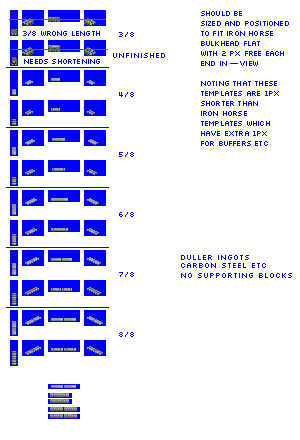 SHOULD BE
SIZED AND POSITIONED
TO FIT IRON HORSE
BULKHEAD FLAT
WITH 2 PX FREE EACH
END IN -- VIEW
3/8 WRONG LENGTH
3/8
UNFINISHED
NEEDS SHORTENING
NOTING THAT THESE
TEMPLATES ARE 1PX
SHORTER THAN
IRON HORSE
TEMPLATES WHICH
HAVE EXTRA 1PX
FOR BUFFERS ETC
4/8
5/8
6/8
7/8
DULLER INGOTS
CARBON STEEL ETC
NO SUPPORTING BLOCKS
8/8